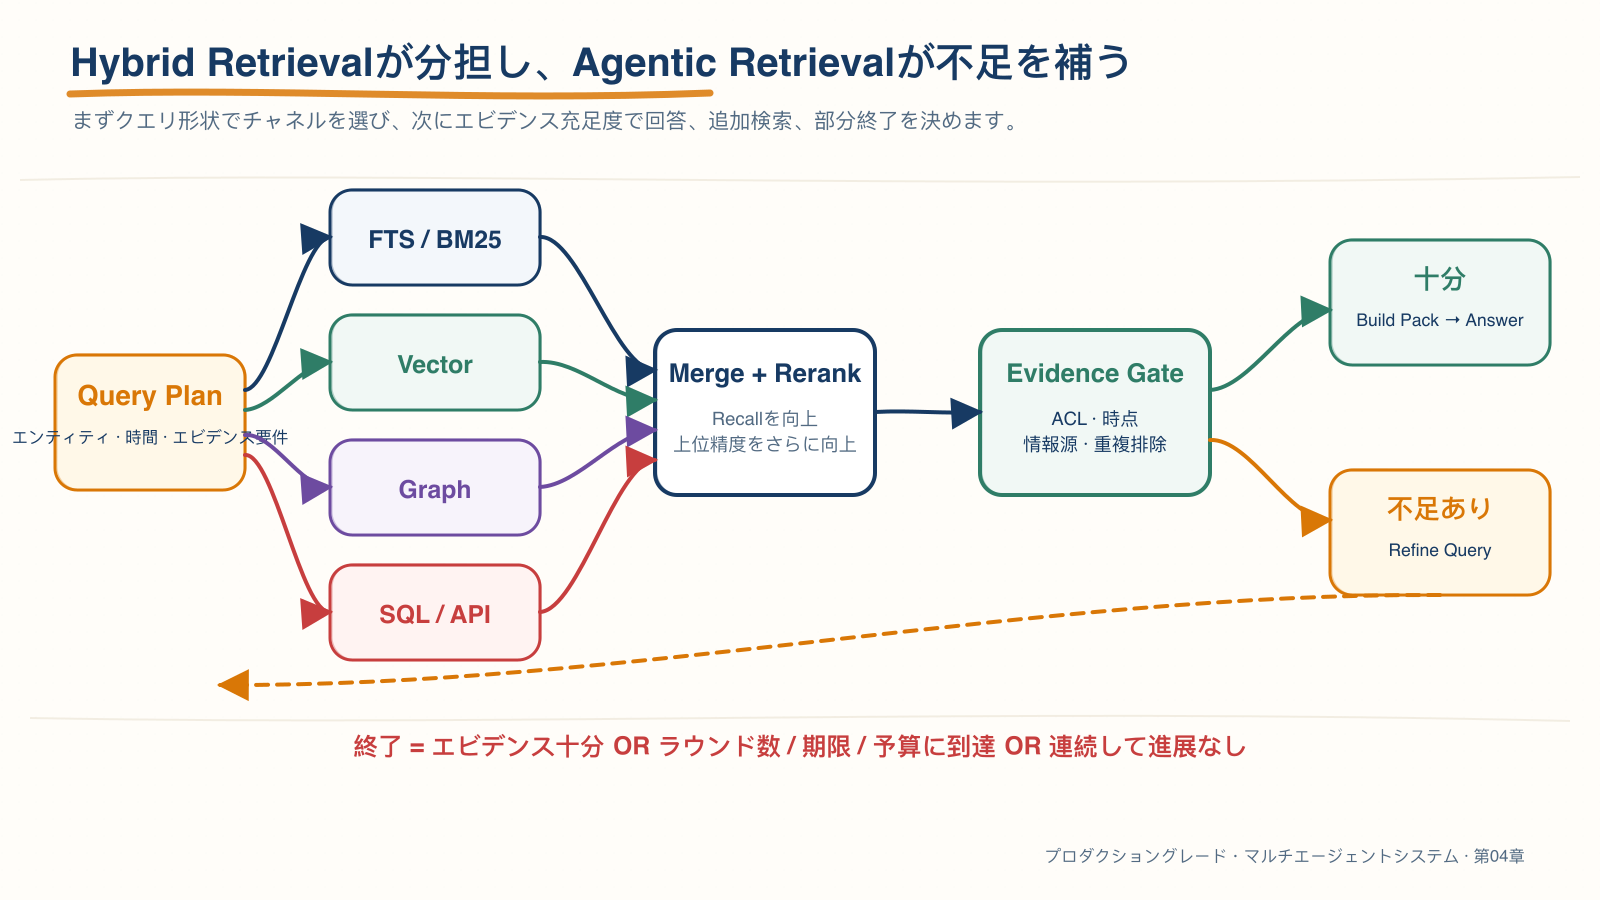 Hybrid Retrievalが分担し、Agentic Retrievalが不足を補う
まずクエリ形状でチャネルを選び、次にエビデンス充足度で回答、追加検索、部分終了を決めます。
Query Plan
エンティティ · 時間 · エビデンス要件
FTS / BM25
Vector
Graph
SQL / API
Merge + Rerank
Recallを向上
上位精度をさらに向上
Evidence Gate
ACL · 時点
情報源 · 重複排除
十分
Build Pack → Answer
不足あり
Refine Query
終了 = エビデンス十分 OR ラウンド数 / 期限 / 予算に到達 OR 連続して進展なし
プロダクショングレード · マルチエージェントシステム · 第04章